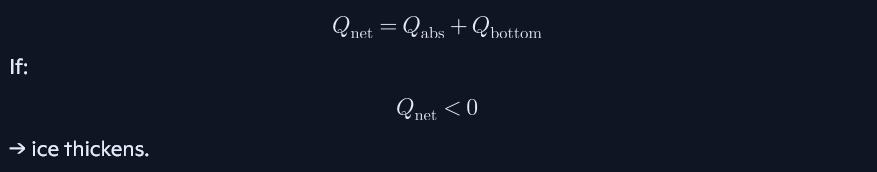 Q_net = Q_abs + Q_bottom
If:
Q_net < 0
→ ice thickens.